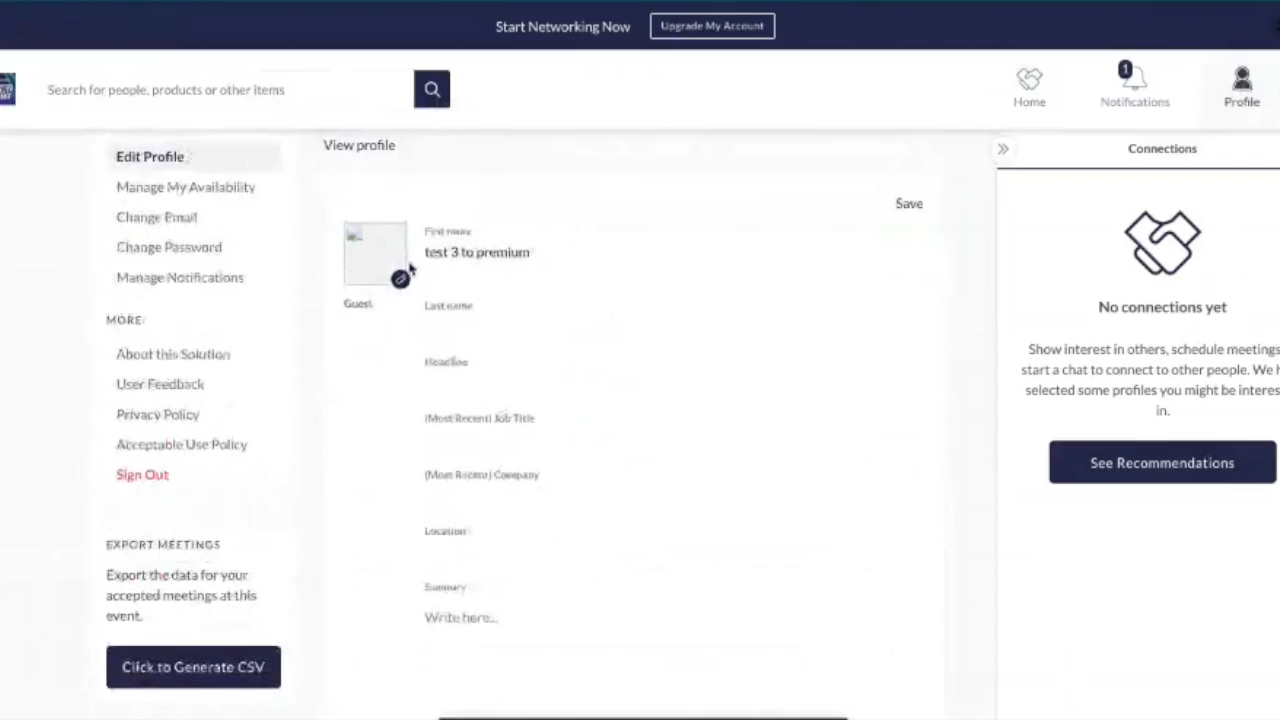 Start Networking Now
Upgrade My Account
Search for people, products or other items
Home
1
Notifications
Profile
Edit Profile
Manage My Availability
Change Email
Change Password
Manage Notifications
MORE:
About this Solution
User Feedback
Privacy Policy
Acceptable Use Policy
Sign Out
EXPORT MEETINGS
Export the data for your
accepted meetings at this
event.
Click to Generate CSV
View profile
Save
Guest
First name
test 3 to premium
Last name
Headline
(Most Recent) Job Title
(Most Recent) Company
Location
Summary
Write here...
Connections
No connections yet
Show interest in others, schedule meetings
start a chat to connect to other people. We h
selected some profiles you might be interes
in.
See Recommendations